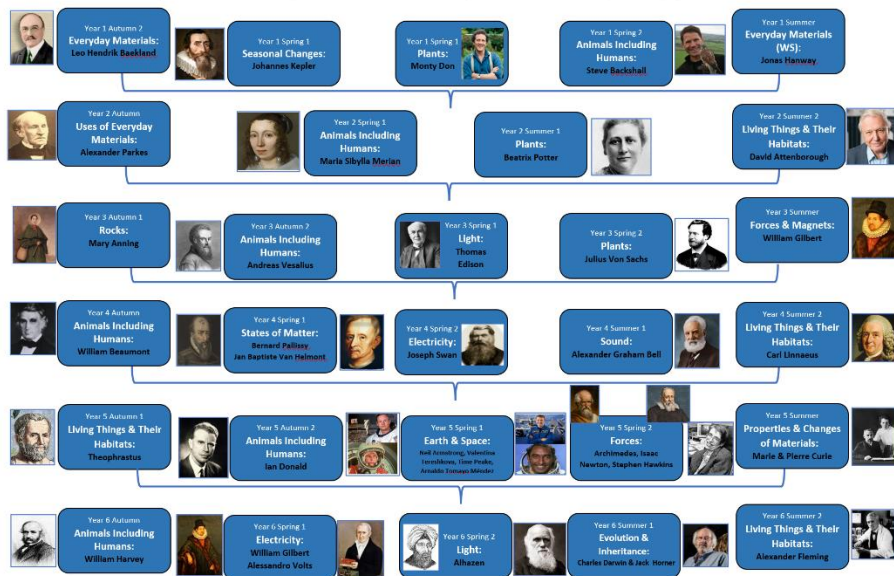 Year 1 Autumn 2
Everyday Materials:
Leo Hendrik Baekland
Year 1 Spring 1
Seasonal Changes:
Johannes Kepler
Year 1 Spring 1
Plants:
Monty Don
Year 1 Spring 2
Animals Including
Humans:
Steve Backshall
Year 1 Summer
Everyday Materials
(WS):
Jonas Hanway
Year 2 Autumn
Uses of Everyday
Materials:
Alexander Parkes
Year 2 Spring 1
Animals Including
Humans:
Maria Sibylla Merian
Year 2 Summer 1
Plants:
Beatrix Potter
Year 2 Summer 2
Living Things & Their
Habitats:
David Attenborough
Year 3 Autumn 1
Rocks:
Mary Anning
Year 3 Autumn 2
Animals Including
Humans:
Andreas Vesalius
Year 3 Spring 1
Light:
Thomas
Edison
Year 3 Spring 2
Plants:
Julius Von Sachs
Year 3 Summer
Forces & Magnets:
William Gilbert
Year 4 Autumn
Animals Including
Humans:
William Beaumont
Year 4 Spring 1
States of Matter:
Bernard Palissy
Jan Baptiste Van Helmont
Year 4 Spring 2
Electricity:
Joseph Swan
Year 4 Summer 1
Sound:
Alexander Graham Bell
Year 4 Summer 2
Living Things & Their
Habitats:
Carl Linnaeus
Year 5 Autumn 1
Living Things & Their
Habitats:
Theophrastus
Year 5 Autumn 2
Animals Including
Humans:
Ian Donald
Year 5 Spring 1
Earth & Space:
Neil Armstrong, Valentina
Tereshkova, Time Peake,
Arnaldo Tamayo Méndez
Year 5 Spring 2
Forces:
Archimedes, Isaac
Newton, Stephan Hawkins
Year 5 Summer
Properties & Changes
of Materials:
Marie & Pierre Curie
Year 6 Autumn
Animals Including
Humans:
William Harvey
Year 6 Spring 1
Electricity:
William Gilbert
Alessandro Volts
Year 6 Spring 2
Light:
Alhazen
Year 6 Summer 1
Evolution &
Inheritance:
Charles Darwin & Jack Horner
Year 6 Summer 2
Living Things & Their
Habitats:
Alexander Fleming